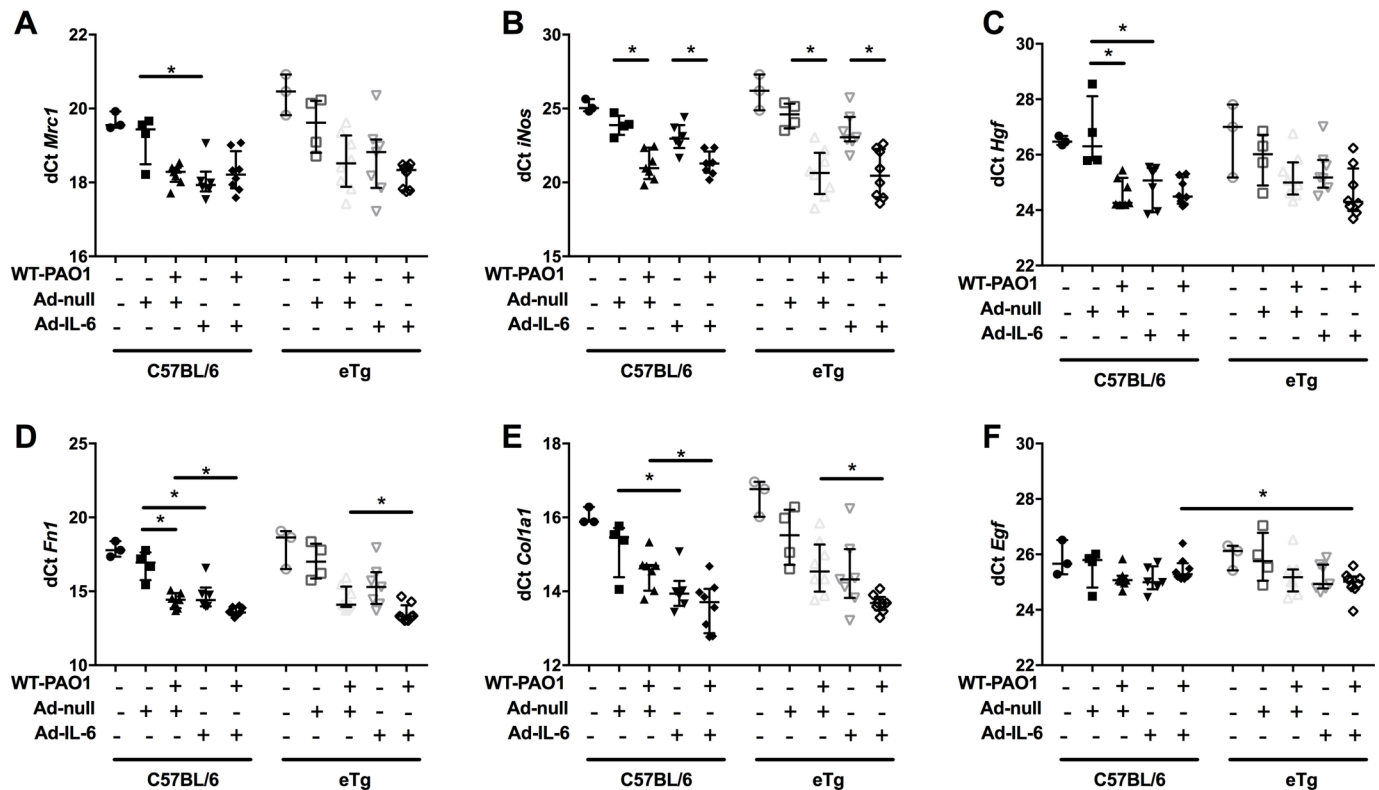 A
dCt Mrc1
22
20
18
16
*
WT-PAO1 - - + - + - - + - +
Ad-null - + + - - - + + - -
Ad-IL-6 - - - + + - - - + +
C57BL/6 eTg
B
dCt iNos
30
25
20
15
* * * *
WT-PAO1 - - + - + - - + - +
Ad-null - + + - - - + + - -
Ad-IL-6 - - - + + - - - + +
C57BL/6 eTg
C
dCt Hgf
30
28
26
24
22
*
*
WT-PAO1 - - + - + - - + - +
Ad-null - + + - - - + + - -
Ad-IL-6 - - - + + - - - + +
C57BL/6 eTg
D
dCt Fn1
25
20
15
10
*
*
*
*
WT-PAO1 - - + - + - - + - +
Ad-null - + + - - - + + - -
Ad-IL-6 - - - + + - - - + +
C57BL/6 eTg
E
dCt Col1a1
18
16
14
12
*
*
*
WT-PAO1 - - + - + - - + - +
Ad-null - + + - - - + + - -
Ad-IL-6 - - - + + - - - + +
C57BL/6 eTg
F
dCt Egf
30
28
26
24
22
*
WT-PAO1 - - + - + - - + - +
Ad-null - + + - - - + + - -
Ad-IL-6 - - - + + - - - + +
C57BL/6 eTg